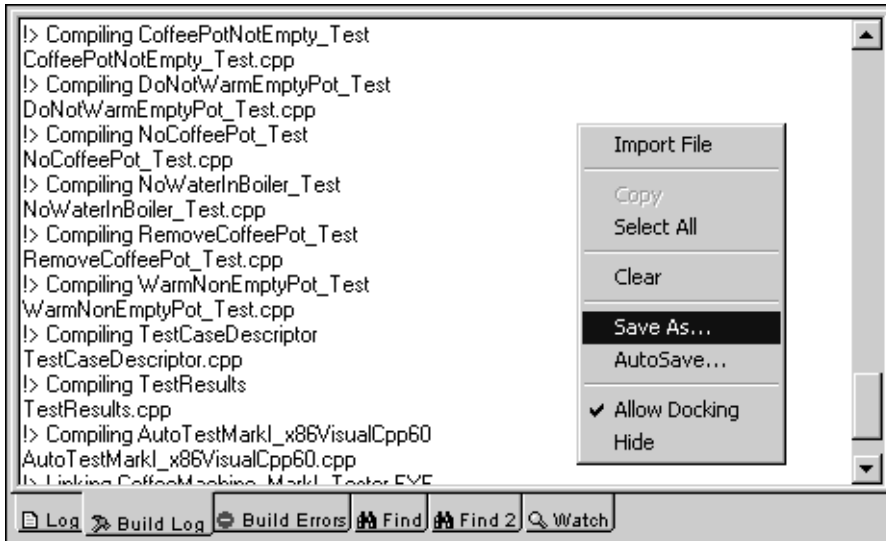 !> Compiling CoffeePotNotEmpty_Test
CoffeePotNotEmpty_Test.cpp
!> Compiling DoNotWarmEmptyPot_Test
DoNotWarmEmptyPot_Test.cpp
!> Compiling NoCoffeePot_Test
NoCoffeePot_Test.cpp
!> Compiling NoWaterInBoiler_Test
NoWaterInBoiler_Test.cpp
!> Compiling RemoveCoffeePot_Test
RemoveCoffeePot_Test.cpp
!> Compiling WarmNonEmptyPot_Test
WarmNonEmptyPot_Test.cpp
!> Compiling TestCaseDescriptor
TestCaseDescriptor.cpp
!> Compiling TestResults
TestResults.cpp
!> Compiling AutoTestMarkI_x86VisualCpp60
AutoTestMarkI_x86VisualCpp60.cpp
!> Linking CoffeeMachine_MarkI_Tester.EXE
Import File
Copy
Select All
Clear
Save As...
AutoSave...
Allow Docking
Hide
Log Build Log Build Errors Find Find 2 Watch